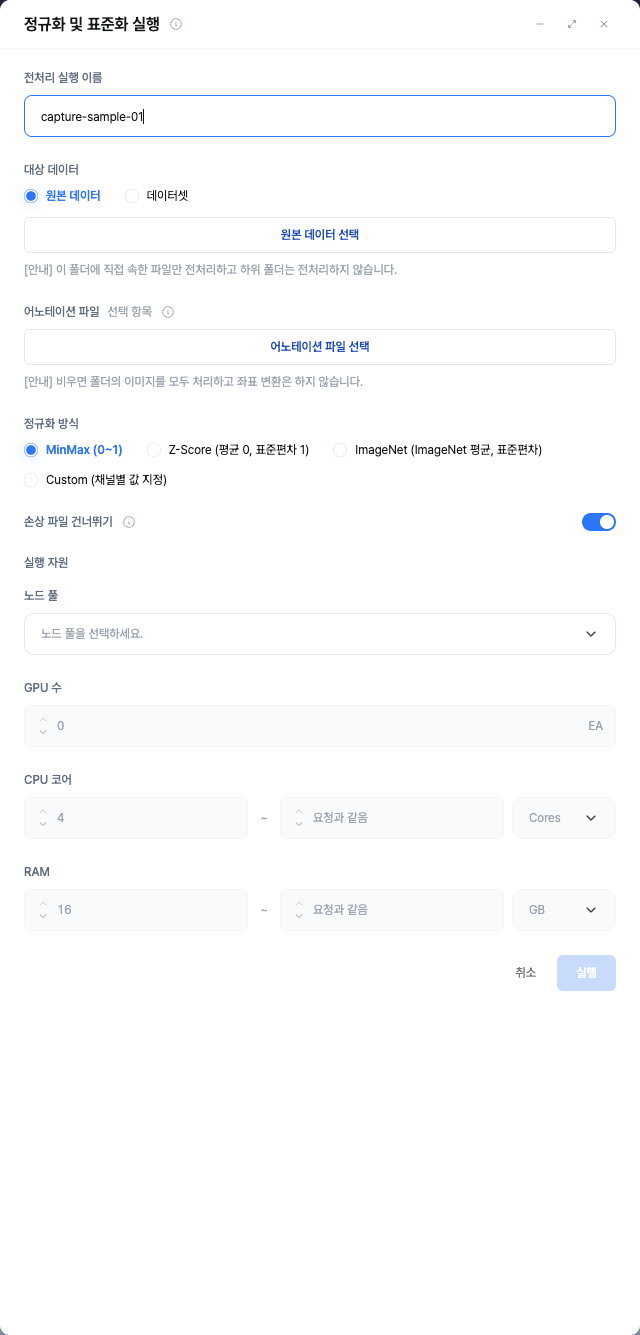 정규화 및 표준화 실행
전처리 실행 이름
capture-sample-01
대상 데이터
원본 데이터 데이터셋
원본 데이터 선택
[안내] 이 폴더에 직접 속한 파일만 전처리하고 하위 폴더는 전처리하지 않습니다.
어노테이션 파일 선택 항목
어노테이션 파일 선택
[안내] 비우면 폴더의 이미지를 모두 처리하고 좌표 변환은 하지 않습니다.
정규화 방식
MinMax (0~1) Z-Score (평균 0, 표준편차 1) ImageNet (ImageNet 평균, 표준편차)
Custom (채널별 값 지정)
손상 파일 건너뛰기
실행 자원
노드 풀
노드 풀을 선택하세요.
GPU 수
0 EA
CPU 코어
4 ~ 요청과 같음 Cores
RAM
16 ~ 요청과 같음 GB
취소 실행